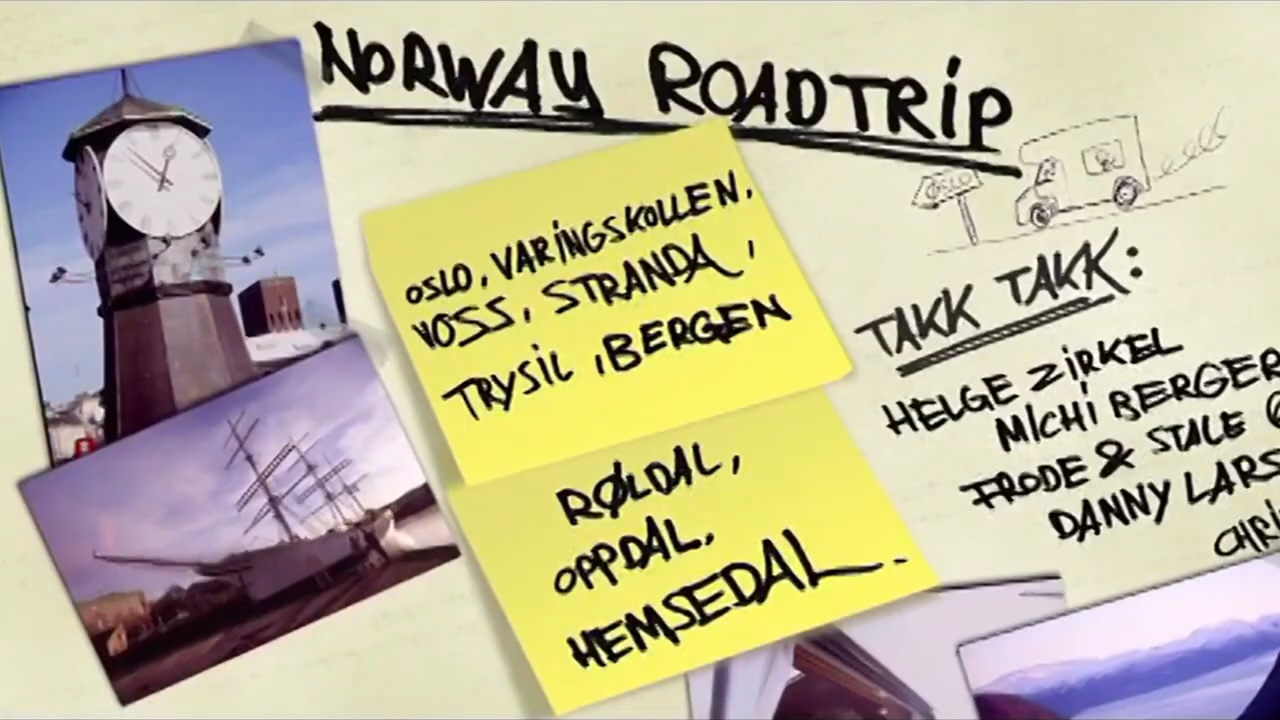 NORWAY ROADTRIP
OSLO, VARINGSKOLLEN,
VOSS, STRANDA,
TRYSIL, BERGEN
RØLDAL,
OPPDAL,
HEMSEDAL.
OSLO
TAKK TAKK:
HELGE ZIRKEL
MICHI BERGER
FRODE & STALE
DANNY LARS
CHRI